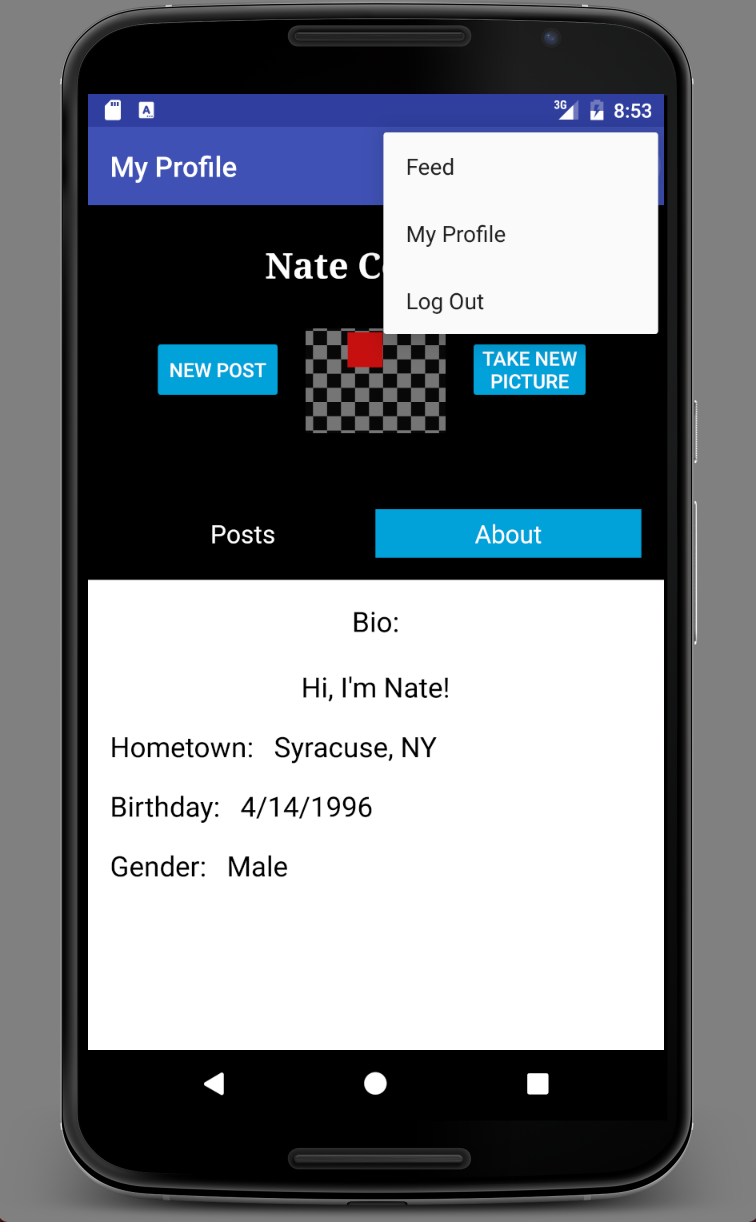 3G 8:53
My Profile
Feed
My Profile
Log Out
Nate
NEW POST
TAKE NEW
PICTURE
Posts
About
Bio:
Hi, I'm Nate!
Hometown: Syracuse, NY
Birthday: 4/14/1996
Gender: Male